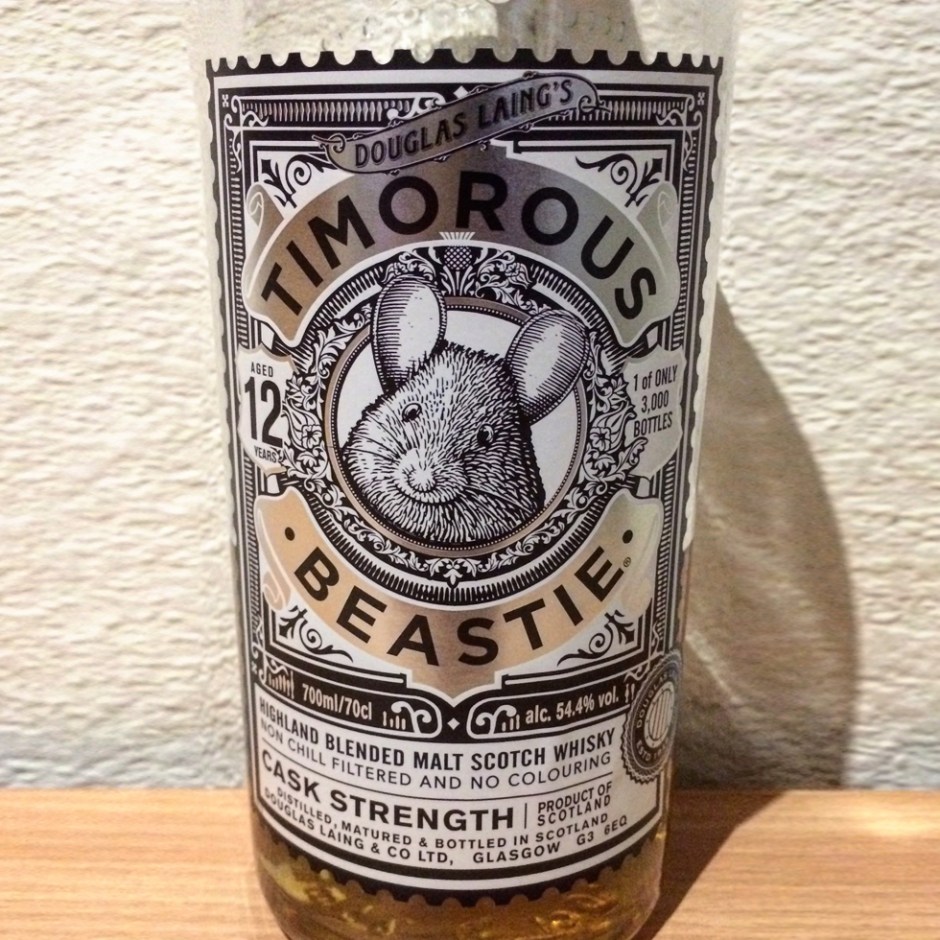 DOUGLAS LAING'S
TIMOROUS
AGED
12
YEARS
1 of ONLY
3,000
BOTTLES
BEASTIE®
700ml/70cl
alc. 54.4% vol.
HIGHLAND BLENDED MALT SCOTCH WHISKY
NON CHILL FILTERED AND NO COLOURING
CASK STRENGTH
PRODUCT OF
SCOTLAND
DISTILLED, MATURED & BOTTLED IN SCOTLAND
DOUGLAS LAING & CO LTD, GLASGOW G3 6EQ
DOUGLAS